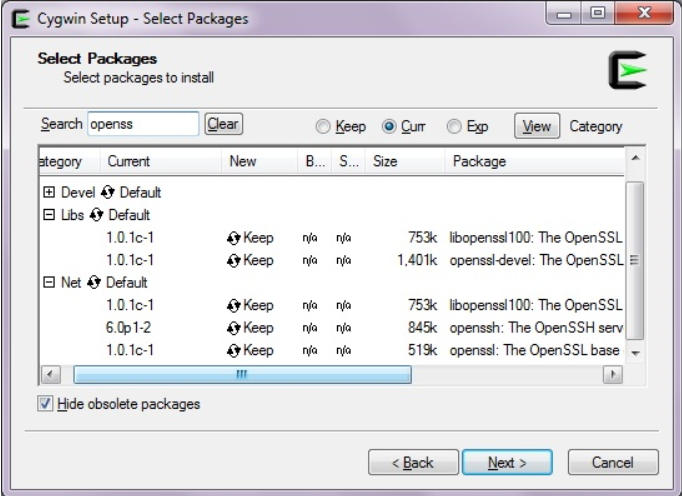 Cygwin Setup - Select Packages
Select Packages
Select packages to install
Search openss Clear Keep Curr Exp View Category
ategory Current New B... S... Size Package
Devel Default
Libs Default
1.0.1c-1 Keep n/a n/a 753k libopenssl100: The OpenSSL
1.0.1c-1 Keep n/a n/a 1,401k openssl-devel: The OpenSSL
Net Default
1.0.1c-1 Keep n/a n/a 753k libopenssl100: The OpenSSL
6.0p1-2 Keep n/a n/a 845k openssh: The OpenSSH serv
1.0.1c-1 Keep n/a n/a 519k openssl: The OpenSSL base
Hide obsolete packages
< Back Next > Cancel